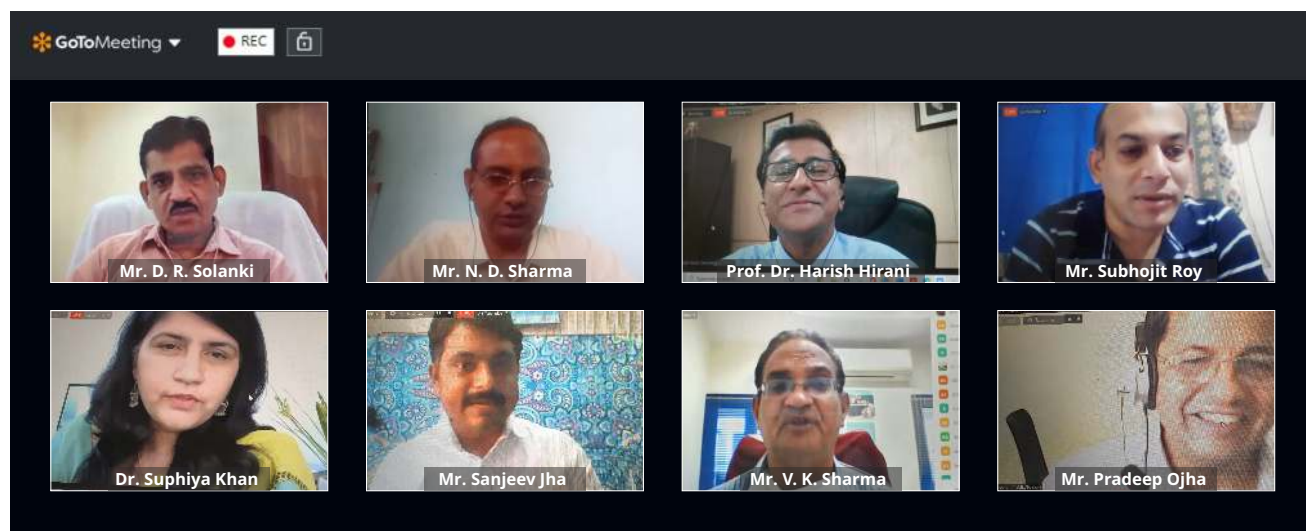 GoToMeeting
REC
Mr. D. R. Solanki
Mr. N. D. Sharma
Prof. Dr. Harish Hirani
Mr. Subhojit Roy
Dr. Suphiya Khan
Mr. Sanjeev Jha
Mr. V. K. Sharma
Mr. Pradeep Ojha